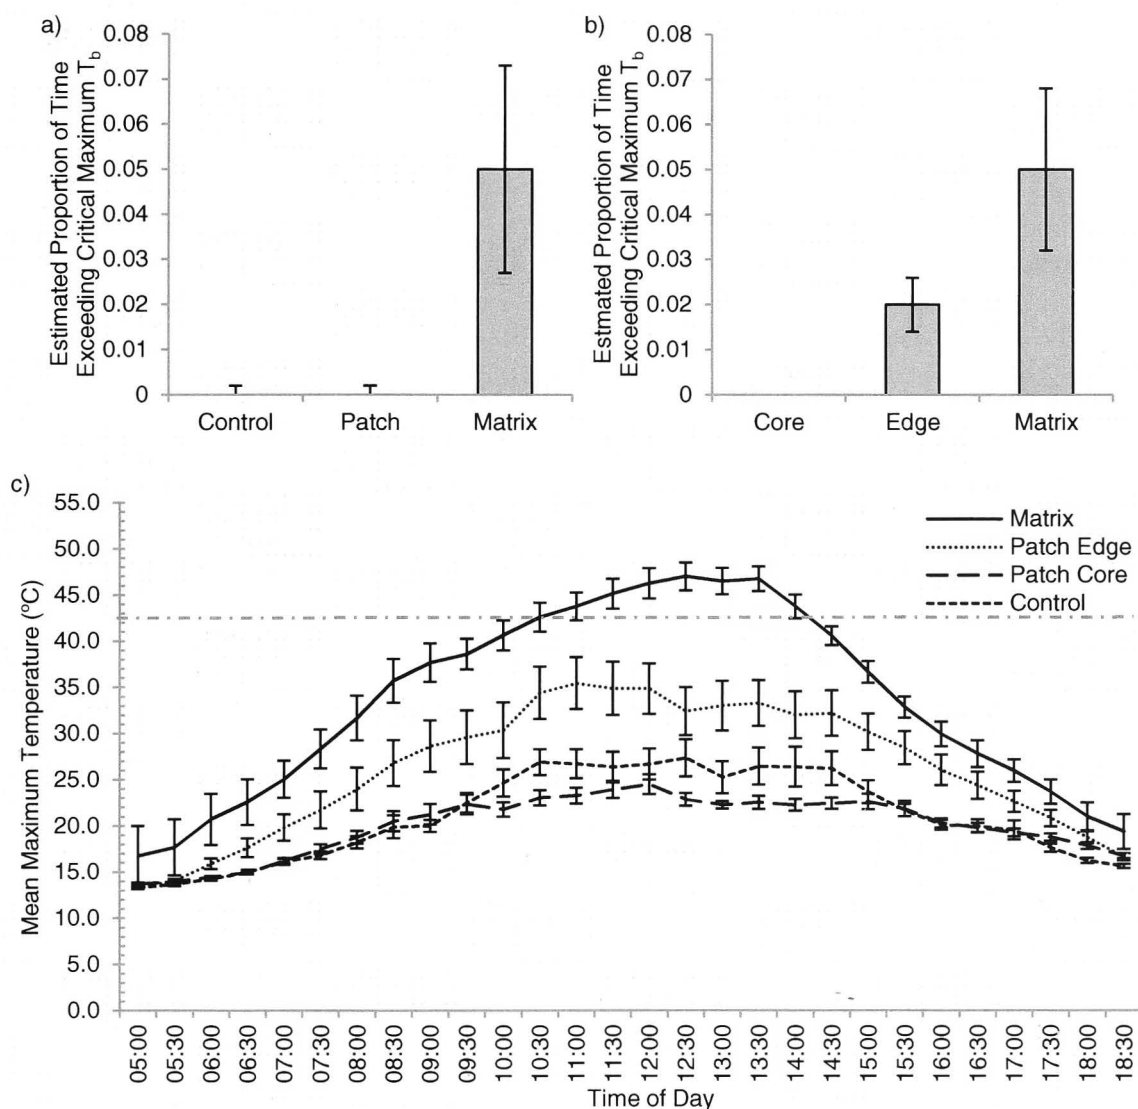 a)
Estimated Proportion of Time
Exceeding Critical Maximum Tb
0.08
0.07
0.06
0.05
0.04
0.03
0.02
0.01
0
Control Patch Matrix
b)
Estmated Proportion of Time
Exceeding Critical Maximum Tb
0.08
0.07
0.06
0.05
0.04
0.03
0.02
0.01
0
Core Edge Matrix
c)
Mean Maximum Temperature (°C)
55.0
50.0
45.0
40.0
35.0
30.0
25.0
20.0
15.0
10.0
5.0
0.0
Matrix
Patch Edge
Patch Core
Control
05:00 05:30 06:00 06:30 07:00 07:30 08:00 08:30 09:00 09:30 10:00 10:30 11:00 11:30 12:00 12:30 13:00 13:30 14:00 14:30 15:00 15:30 16:00 16:30 17:00 17:30 18:00 18:30
Time of Day